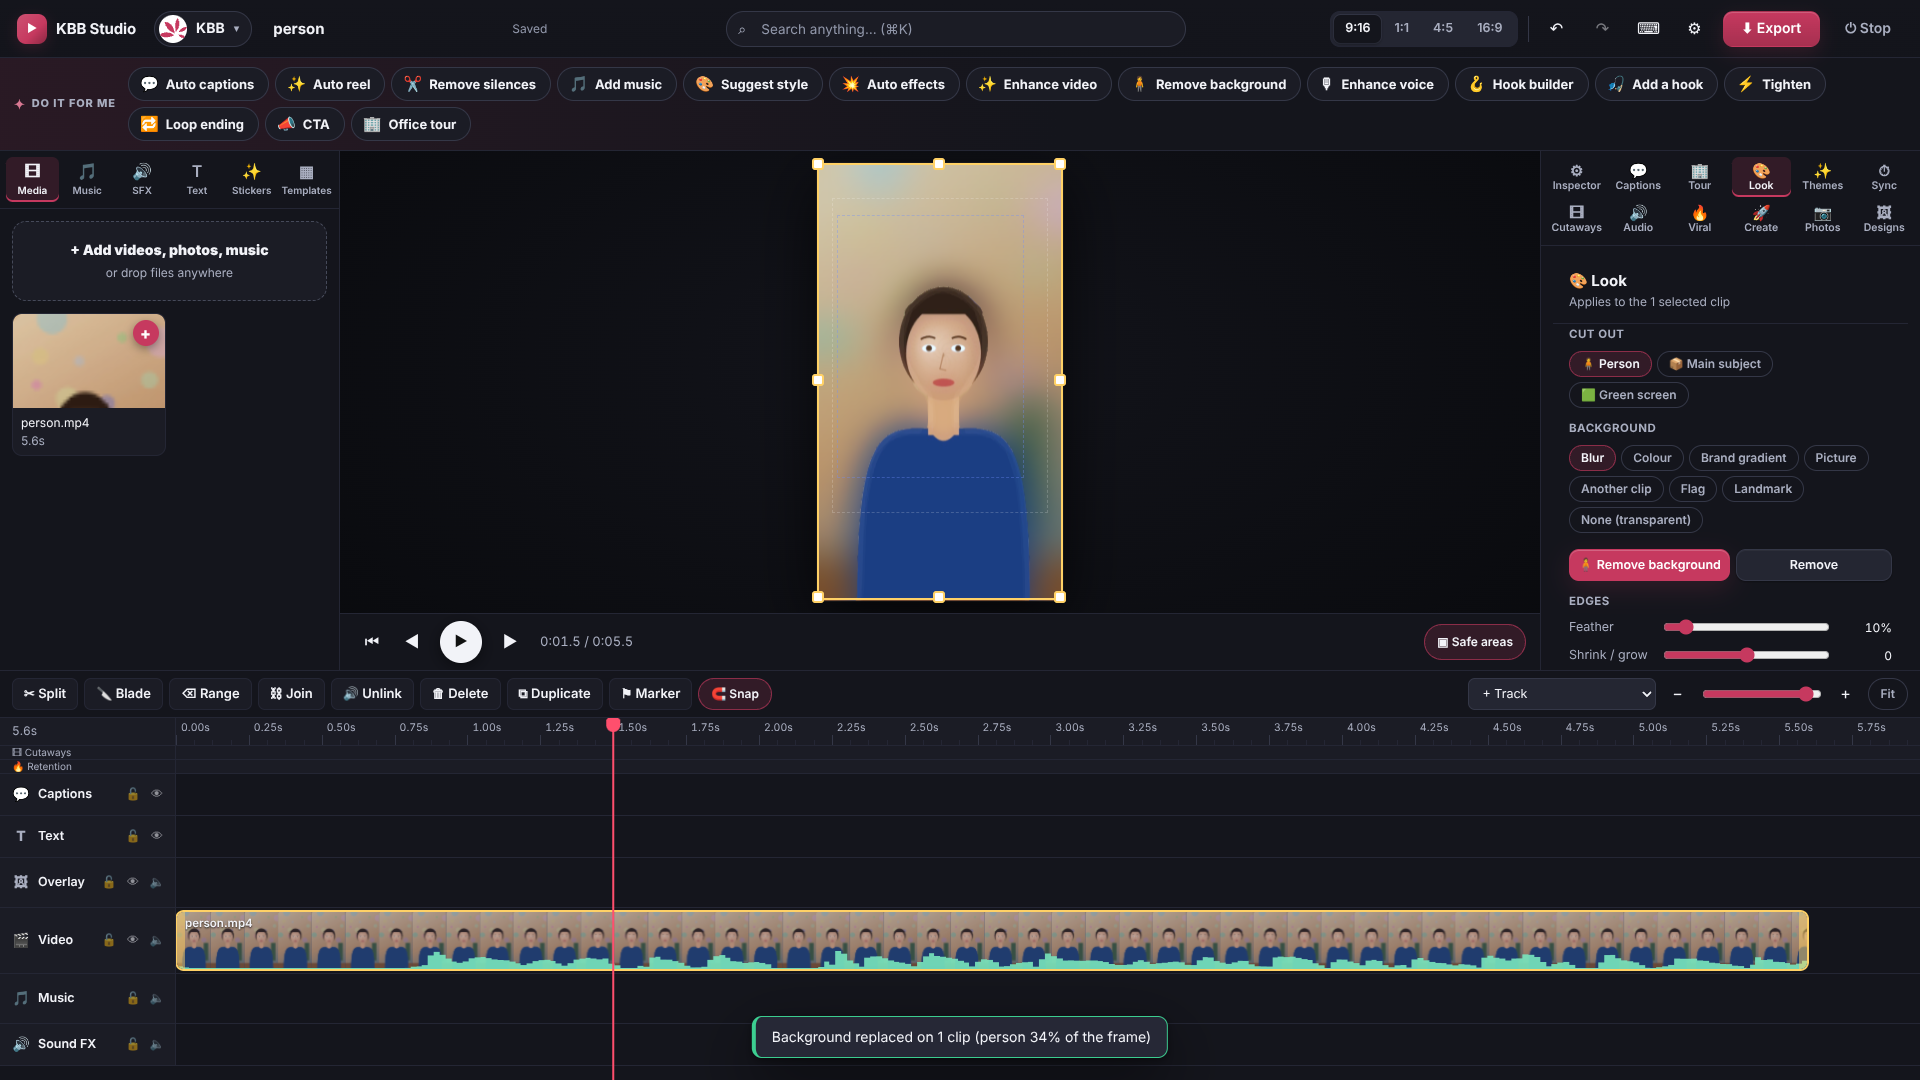 KBB Studio
KBB
person
Saved
Search anything... (⌘K)
9:16
1:1
4:5
16:9
Export
Stop
DO IT FOR ME
Auto captions
Auto reel
Remove silences
Add music
Suggest style
Auto effects
Enhance video
Remove background
Enhance voice
Hook builder
Add a hook
Tighten
Loop ending
CTA
Office tour
Media
Music
SFX
Text
Stickers
Templates
+ Add videos, photos, music
or drop files anywhere
person.mp4
5.6s
0:01.5 / 0:05.5
Safe areas
Inspector
Captions
Tour
Look
Themes
Sync
Cutaways
Audio
Viral
Create
Photos
Designs
Look
Applies to the 1 selected clip
CUT OUT
Person
Main subject
Green screen
BACKGROUND
Blur
Colour
Brand gradient
Picture
Another clip
Flag
Landmark
None (transparent)
Remove background
Remove
EDGES
Feather
10%
Shrink / grow
0
Split
Blade
Range
Join
Unlink
Delete
Duplicate
Marker
Snap
+ Track
Fit
5.6s
0.00s
0.25s
0.50s
0.75s
1.00s
1.25s
1.50s
1.75s
2.00s
2.25s
2.50s
2.75s
3.00s
3.25s
3.50s
3.75s
4.00s
4.25s
4.50s
4.75s
5.00s
5.25s
5.50s
5.75s
Cutaways
Retention
Captions
Text
Overlay
Video
person.mp4
Music
Sound FX
Background replaced on 1 clip (person 34% of the frame)